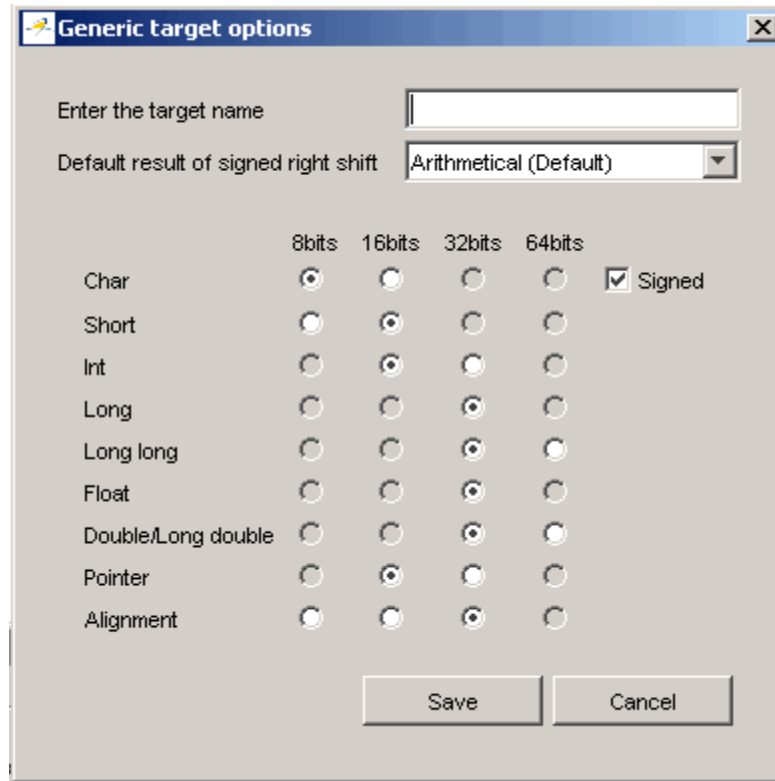 Generic target options
Enter the target name
Default result of signed right shift Arithmetical (Default)
8bits 16bits 32bits 64bits
Char Signed
Short
Int
Long
Long long
Float
Double/Long double
Pointer
Alignment
Save Cancel